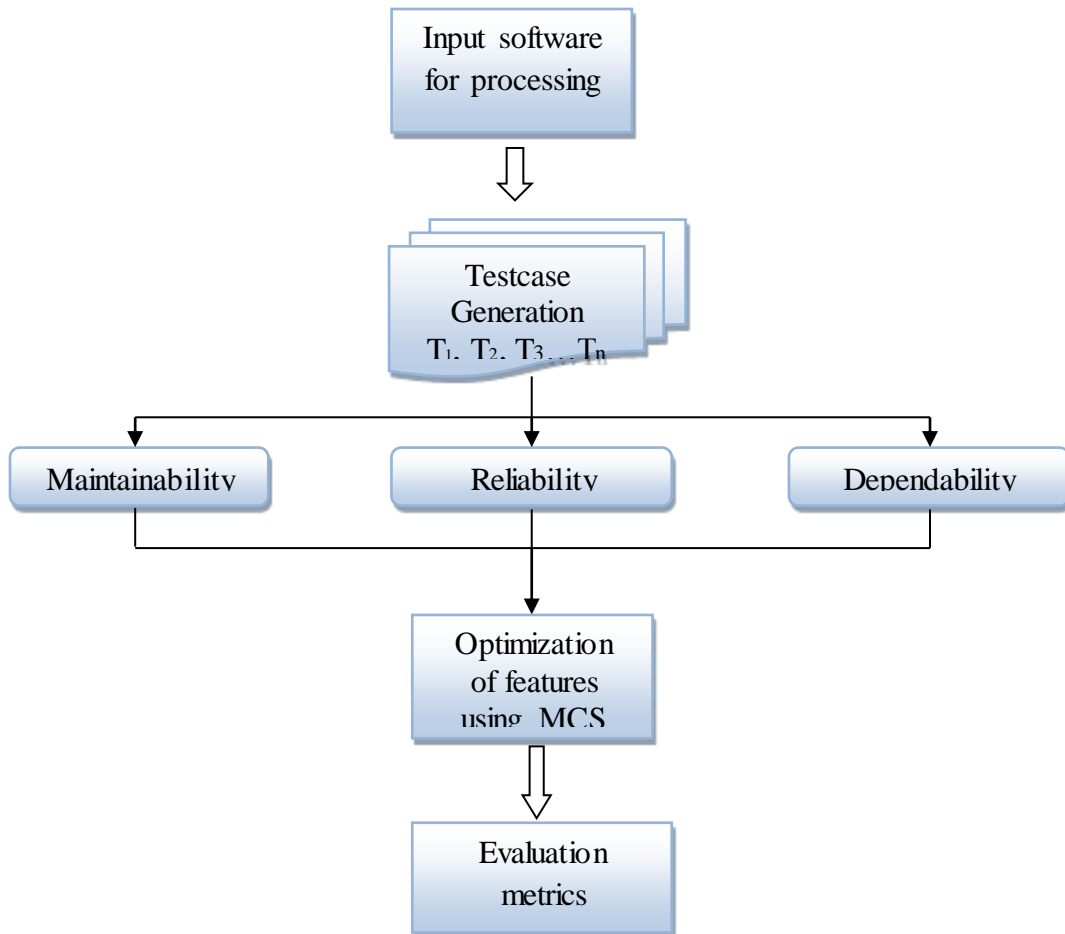 Input software
for processing
Testcase
Generation
T1, T2, T3...Tn
Maintainability
Reliability
Dependability
Optimization
of features
using MCS
Evaluation
metrics